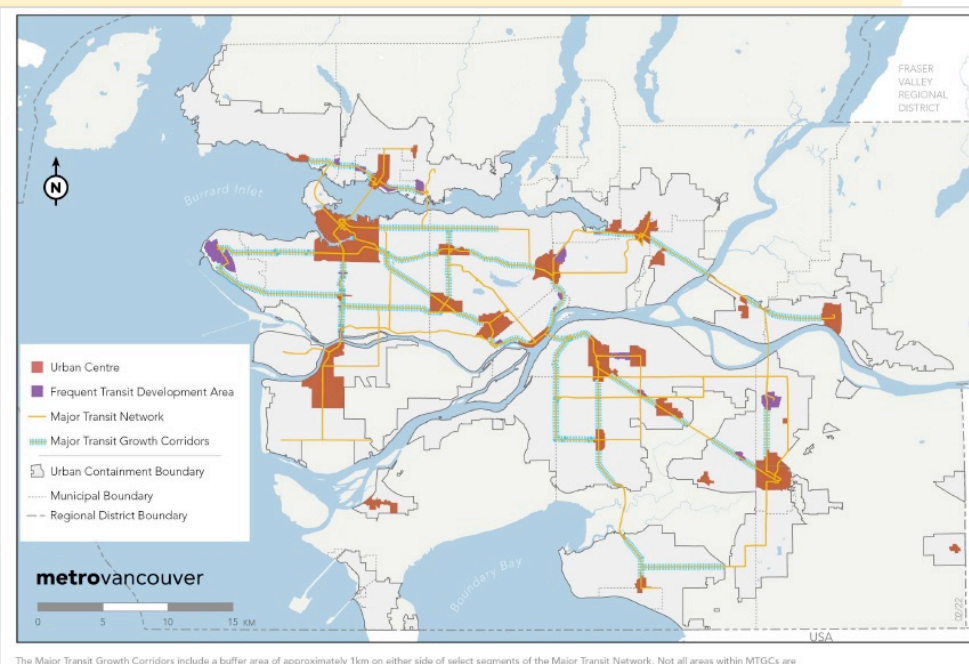 FRASER
VALLEY
REGIONAL
DISTRICT
N
Burrard Inlet
Urban Centre
Frequent Transit Development Area
Major Transit Network
Major Transit Growth Corridors
Urban Containment Boundary
Municipal Boundary
Regional District Boundary
metrovancouver
0 5 10 15 KM
Boundary Bay
02/22
USA
The Major Transit Growth Corridors include a buffer area of approximately 1km on either side of select segments of the Major Transit Network. Not all areas within MTGCs are